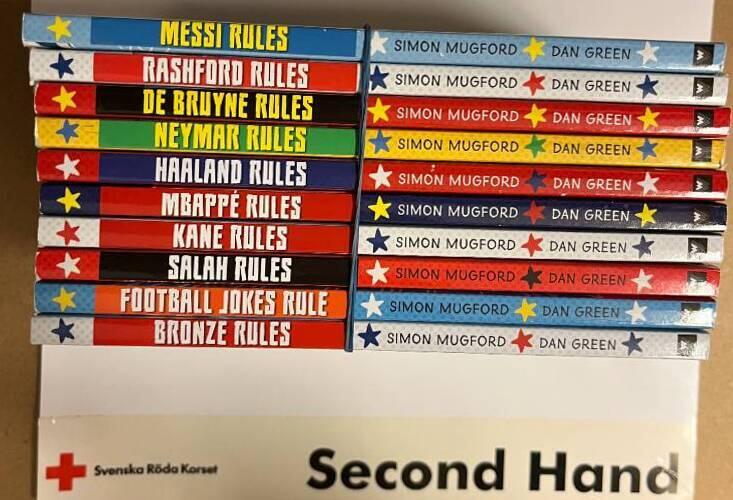 MESSI RULES SIMON MUGFORD DAN GREEN W
RASHFORD RULES SIMON MUGFORD DAN GREEN W
DE BRUYNE RULES SIMON MUGFORD DAN GREEN W
NEYMAR RULES SIMON MUGFORD DAN GREEN W
HAALAND RULES SIMON MUGFORD DAN GREEN W
MBAPPÉ RULES SIMON MUGFORD DAN GREEN W
KANE RULES SIMON MUGFORD DAN GREEN W
SALAH RULES SIMON MUGFORD DAN GREEN W
FOOTBALL JOKES RULE SIMON MUGFORD DAN GREEN W
BRONZE RULES SIMON MUGFORD DAN GREEN W
Svenska Röda Korset Second Hand